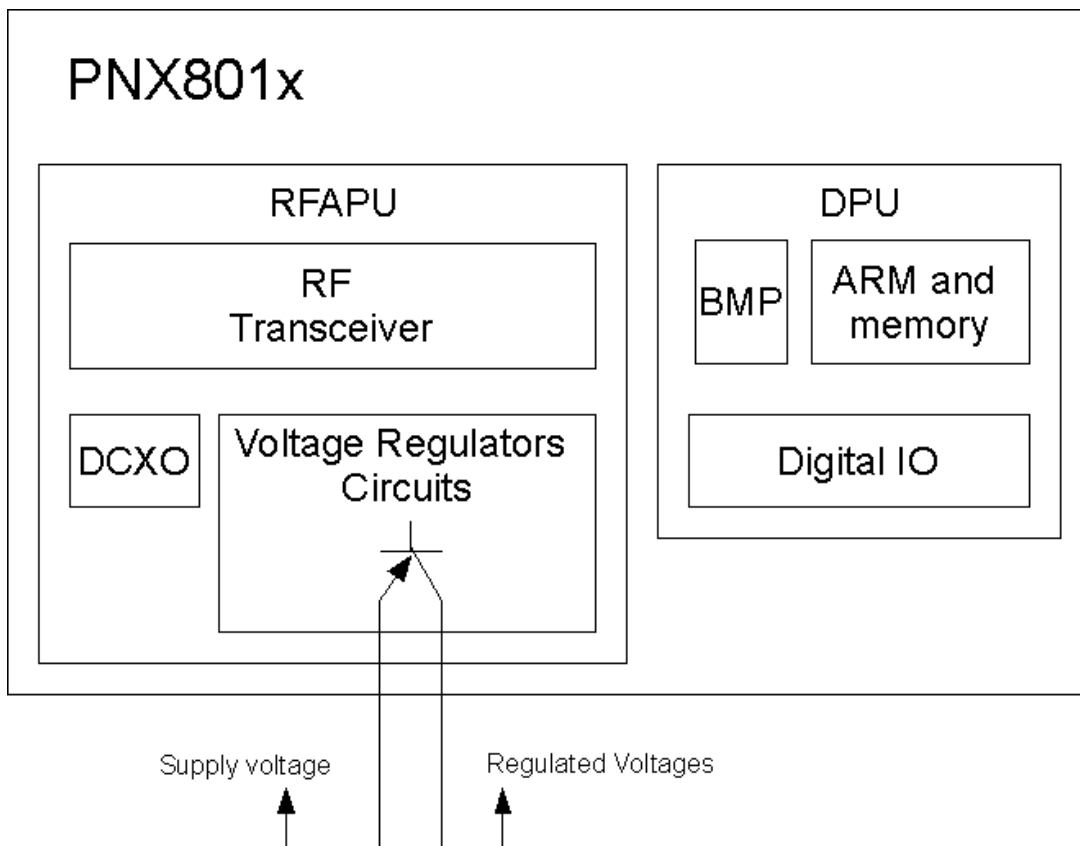 PNX801x
RFAPU
RF
Transceiver
DCXO
Voltage Regulators
Circuits
DPU
BMP
ARM and
memory
Digital IO
Supply voltage
Regulated Voltages